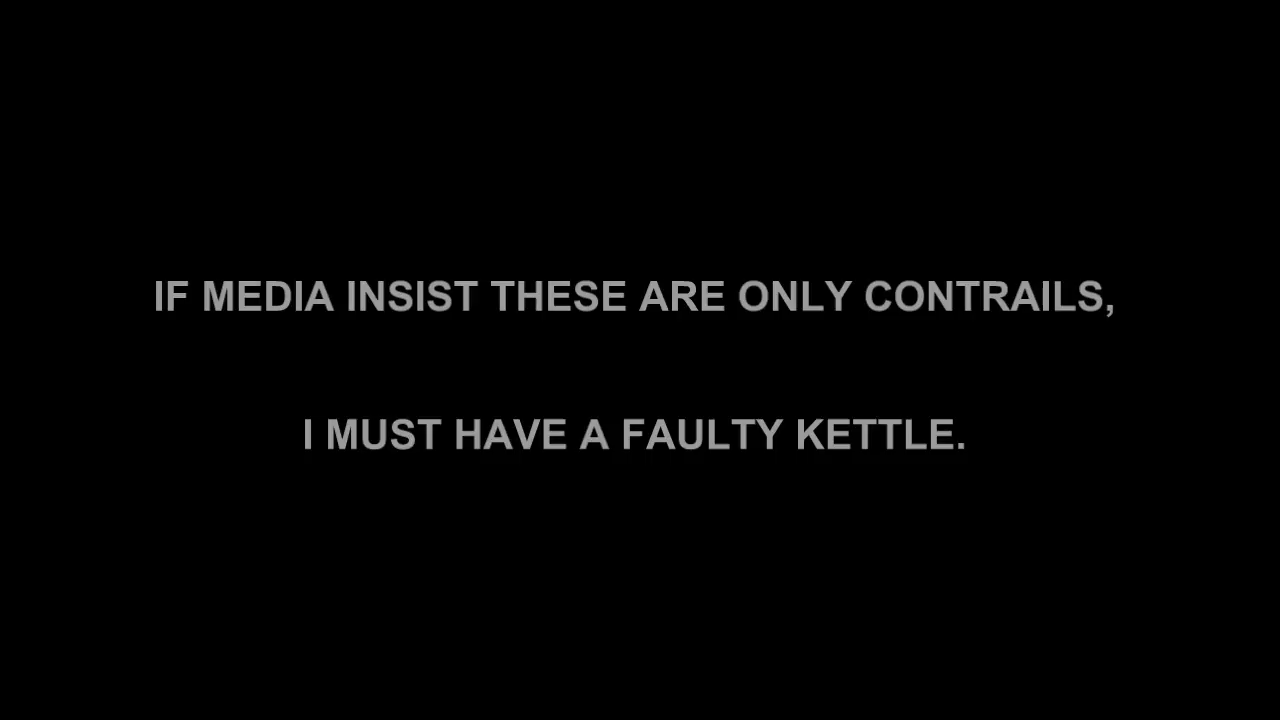 IF MEDIA INSIST THESE ARE ONLY CONTRAILS,
I MUST HAVE A FAULTY KETTLE.